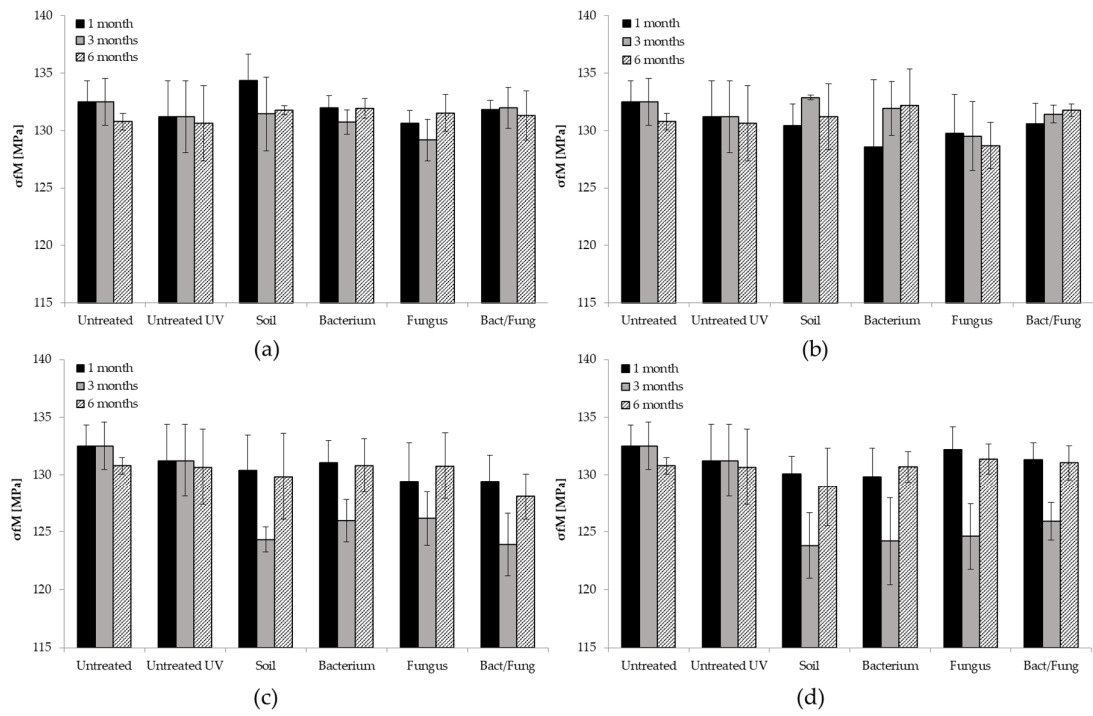 140
135
130
125
120
115
σfM [MPa]
1 month
3 months
6 months
Untreated Untreated UV Soil Bacterium Fungus Bact/Fung
(a)
140
135
130
125
120
115
σfM [MPa]
1 month
3 months
6 months
Untreated Untreated UV Soil Bacterium Fungus Bact/Fung
(b)
140
135
130
125
120
115
σfM [MPa]
1 month
3 months
6 months
Untreated Untreated UV Soil Bacterium Fungus Bact/Fung
(c)
140
135
130
125
120
115
σfM [MPa]
1 month
3 months
6 months
Untreated Untreated UV Soil Bacterium Fungus Bact/Fung
(d)